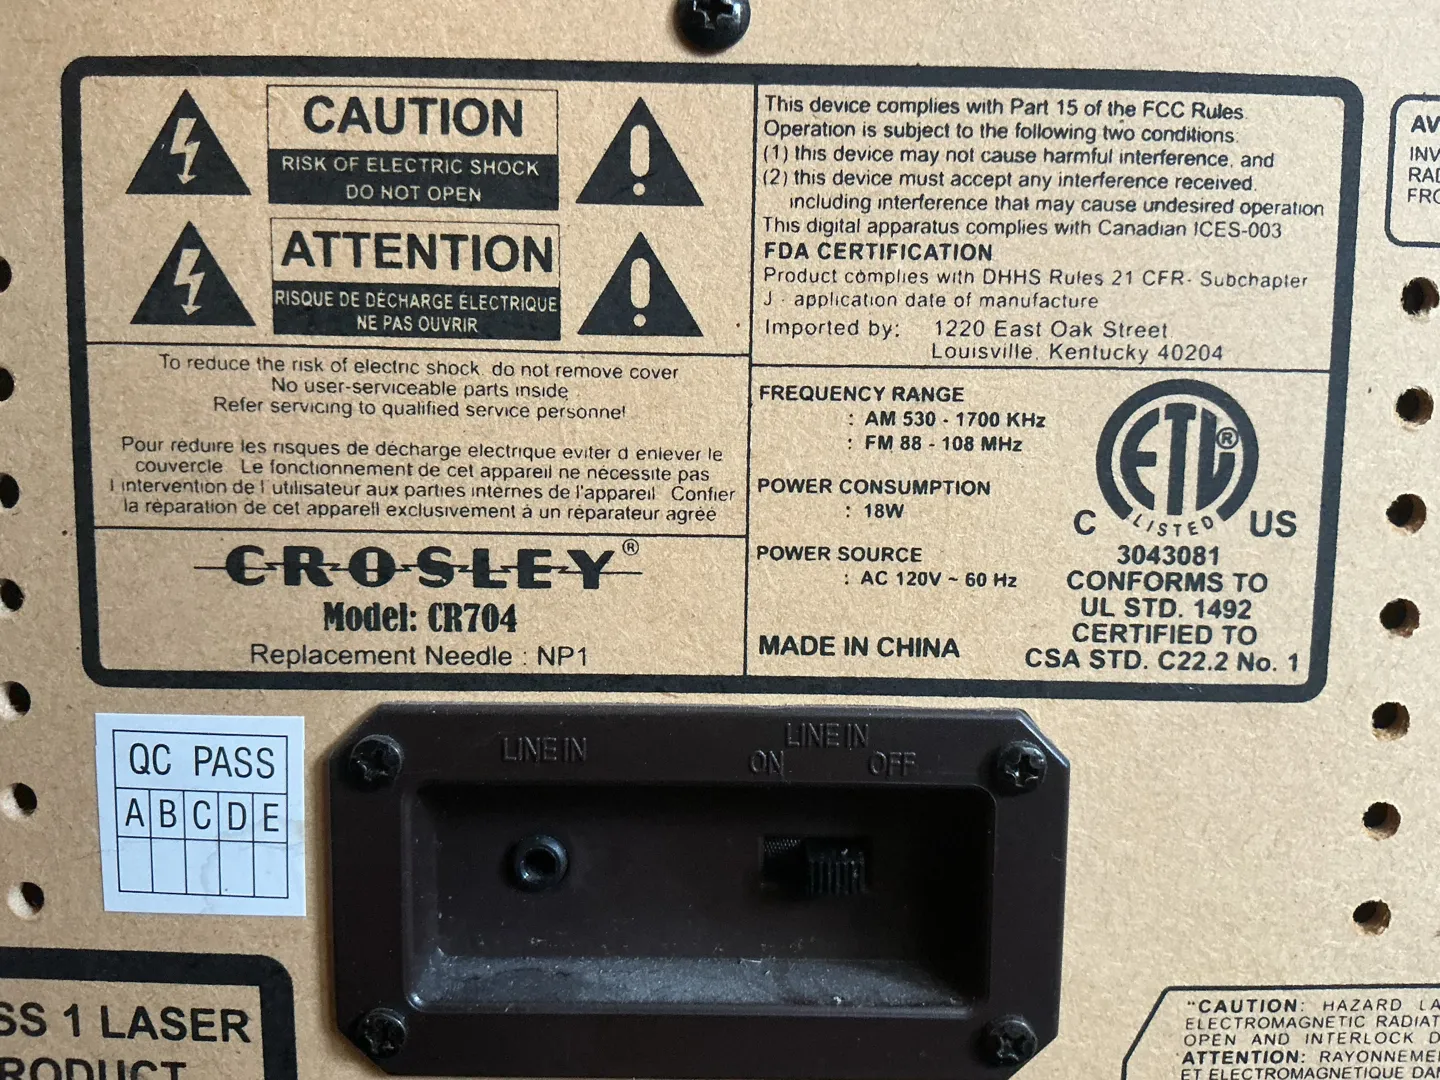 CAUTION
RISK OF ELECTRIC SHOCK
DO NOT OPEN
ATTENTION
RISQUE DE DÉCHARGE ÉLECTRIQUE
NE PAS OUVRIR
To reduce the risk of electric shock do not remove cover
No user-serviceable parts inside
Refer servicing to qualified service personnel
Pour réduire les risques de décharge electrique eviter d enlever le
couvercle Le fonctionnement de cet appareil ne nécessite pas
l intervention de l utilisateur aux parties internes de l'appareil Confier
la réparation de cet appareil exclusivement à un réparateur agréé
CROSLEY®
Model: CR704
Replacement Needle : NP1
This device complies with Part 15 of the FCC Rules.
Operation is subject to the following two conditions:
(1) this device may not cause harmful interference, and
(2) this device must accept any interference received,
including interference that may cause undesired operation
This digital apparatus complies with Canadian ICES-003
FDA CERTIFICATION
Product complies with DHHS Rules 21 CFR- Subchapter
J - application date of manufacture
Imported by: 1220 East Oak Street
Louisville, Kentucky 40204
FREQUENCY RANGE
: AM 530 - 1700 KHz
: FM 88 - 108 MHz
POWER CONSUMPTION
: 18W
POWER SOURCE
: AC 120V ~ 60 Hz
MADE IN CHINA
ETL®
LISTED
C US
3043081
CONFORMS TO
UL STD. 1492
CERTIFIED TO
CSA STD. C22.2 No. 1
AV
INV
RAD
FRO
QC PASS
A B C D E
LINE IN
LINE IN
ON OFF
SS 1 LASER
RODUCT
"CAUTION: HAZARD LA
ELECTROMAGNETIC RADIAT
OPEN AND INTERLOCK D
ATTENTION: RAYONNEME
ET ELECTROMAGNETIQUE DAN